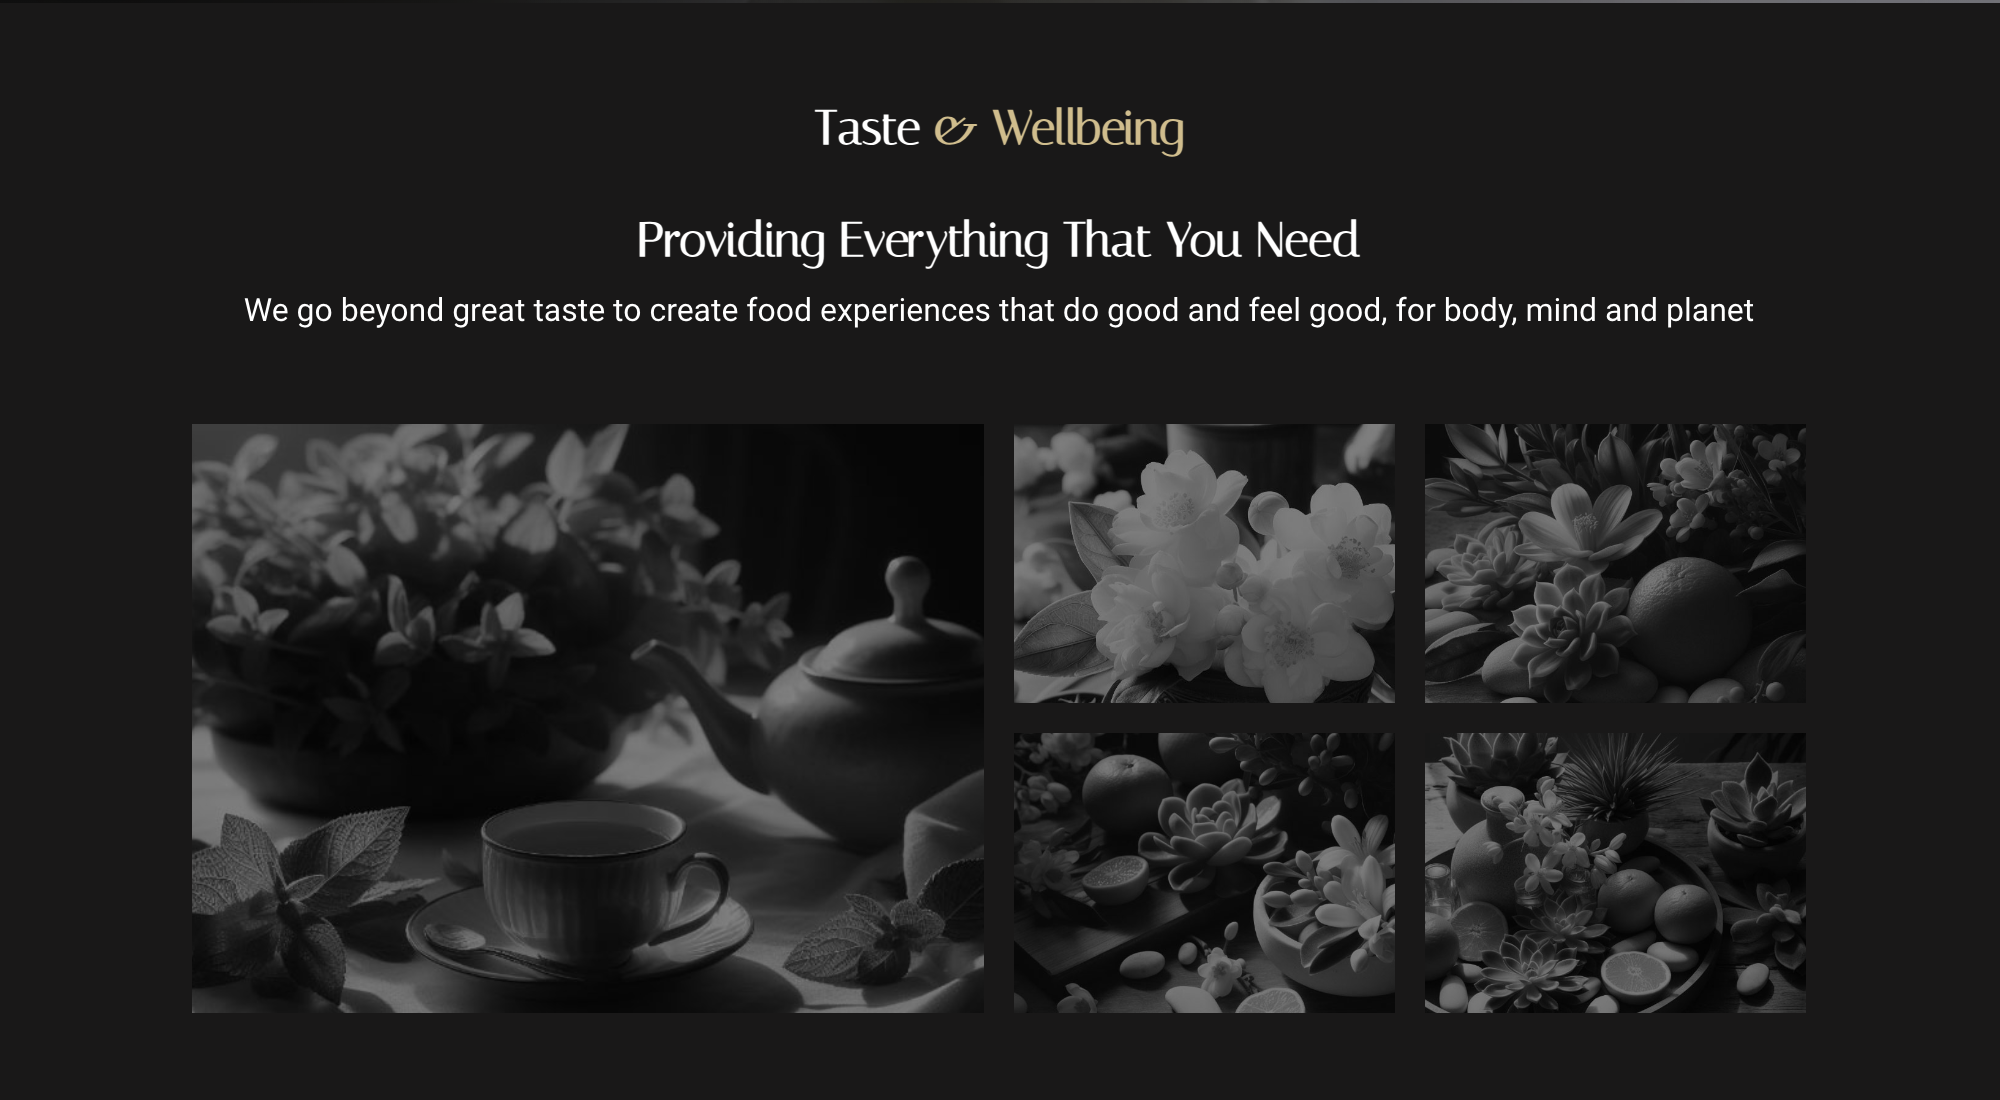 Taste & Wellbeing
Providing Everything That You Need
We go beyond great taste to create food experiences that do good and feel good, for body, mind and planet